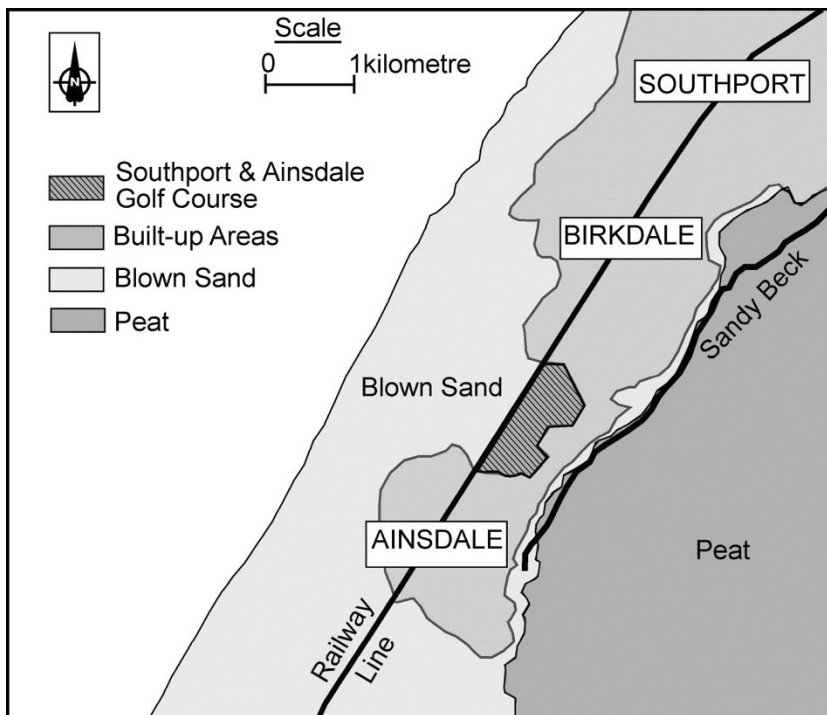 Scale
0 1kilometre
N
SOUTHPORT
Southport & Ainsdale
Golf Course
Built-up Areas
BIRKDALE
Blown Sand
Peat
Sandy Beck
Blown Sand
AINSDALE
Peat
Railway
Line